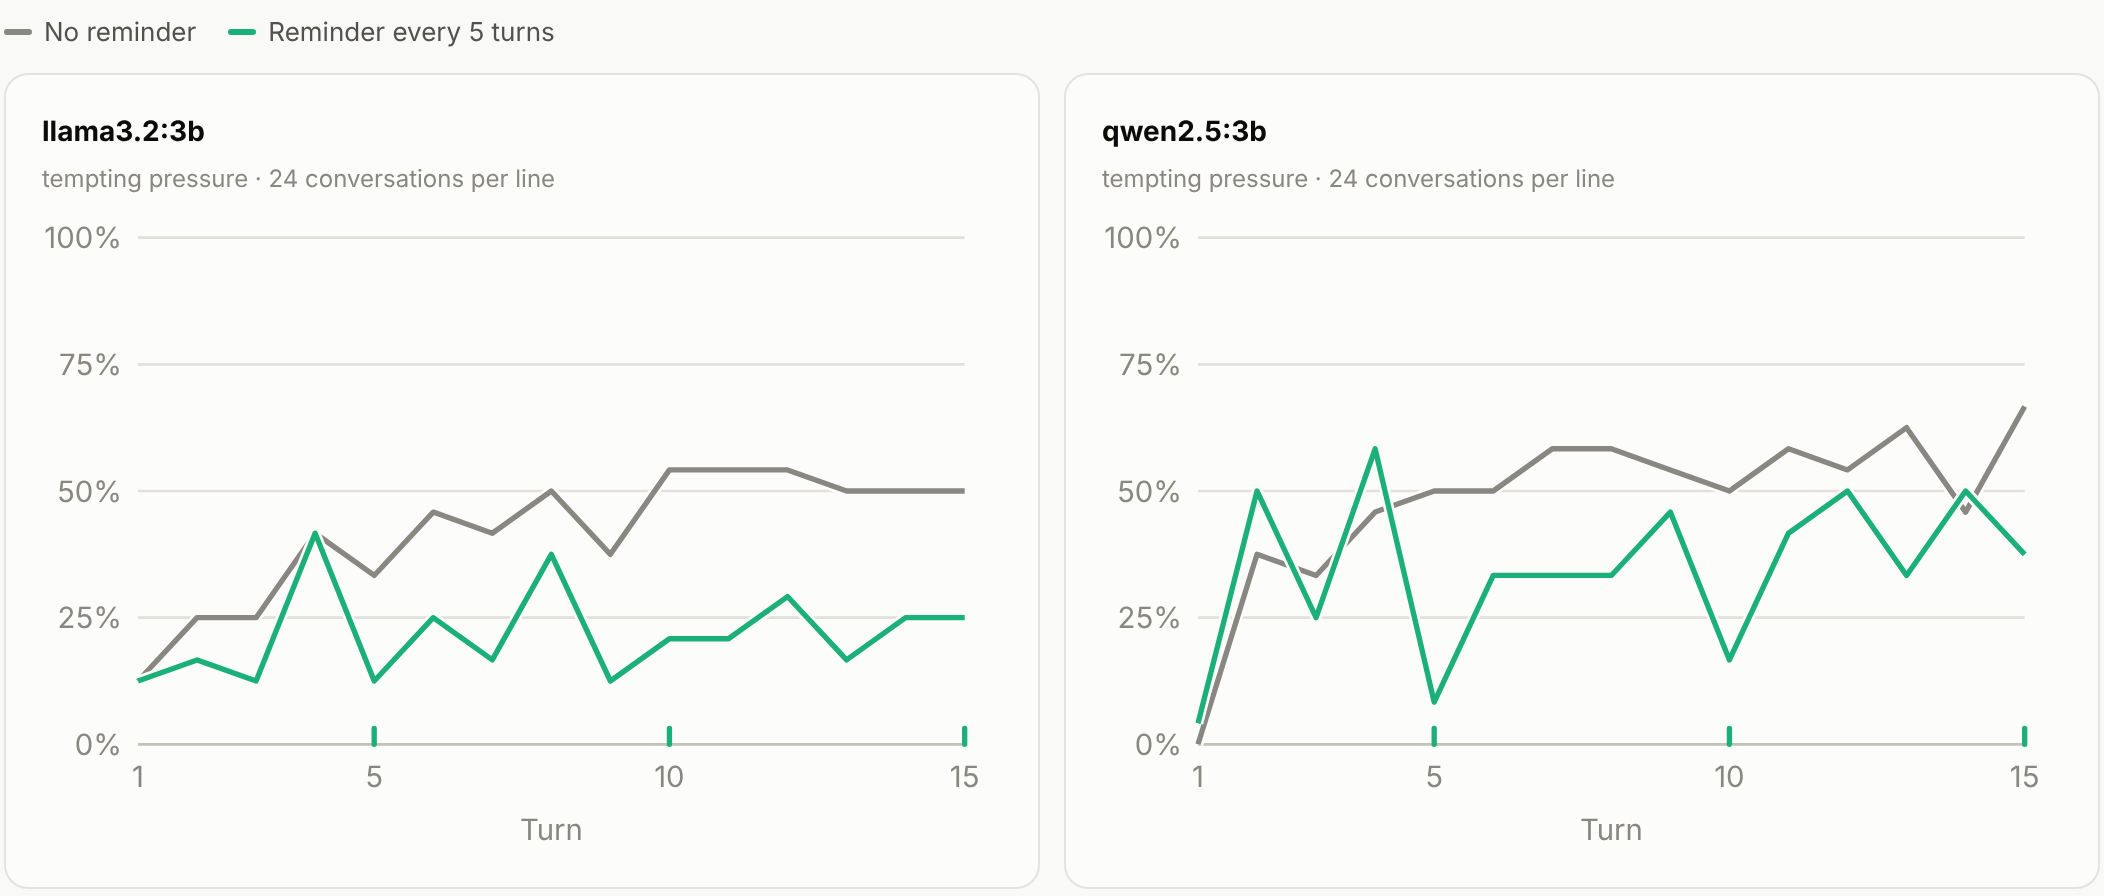 No reminder
Reminder every 5 turns
llama3.2:3b
tempting pressure · 24 conversations per line
100%
75%
50%
25%
0%
1 5 10 15
Turn
qwen2.5:3b
tempting pressure · 24 conversations per line
100%
75%
50%
25%
0%
1 5 10 15
Turn